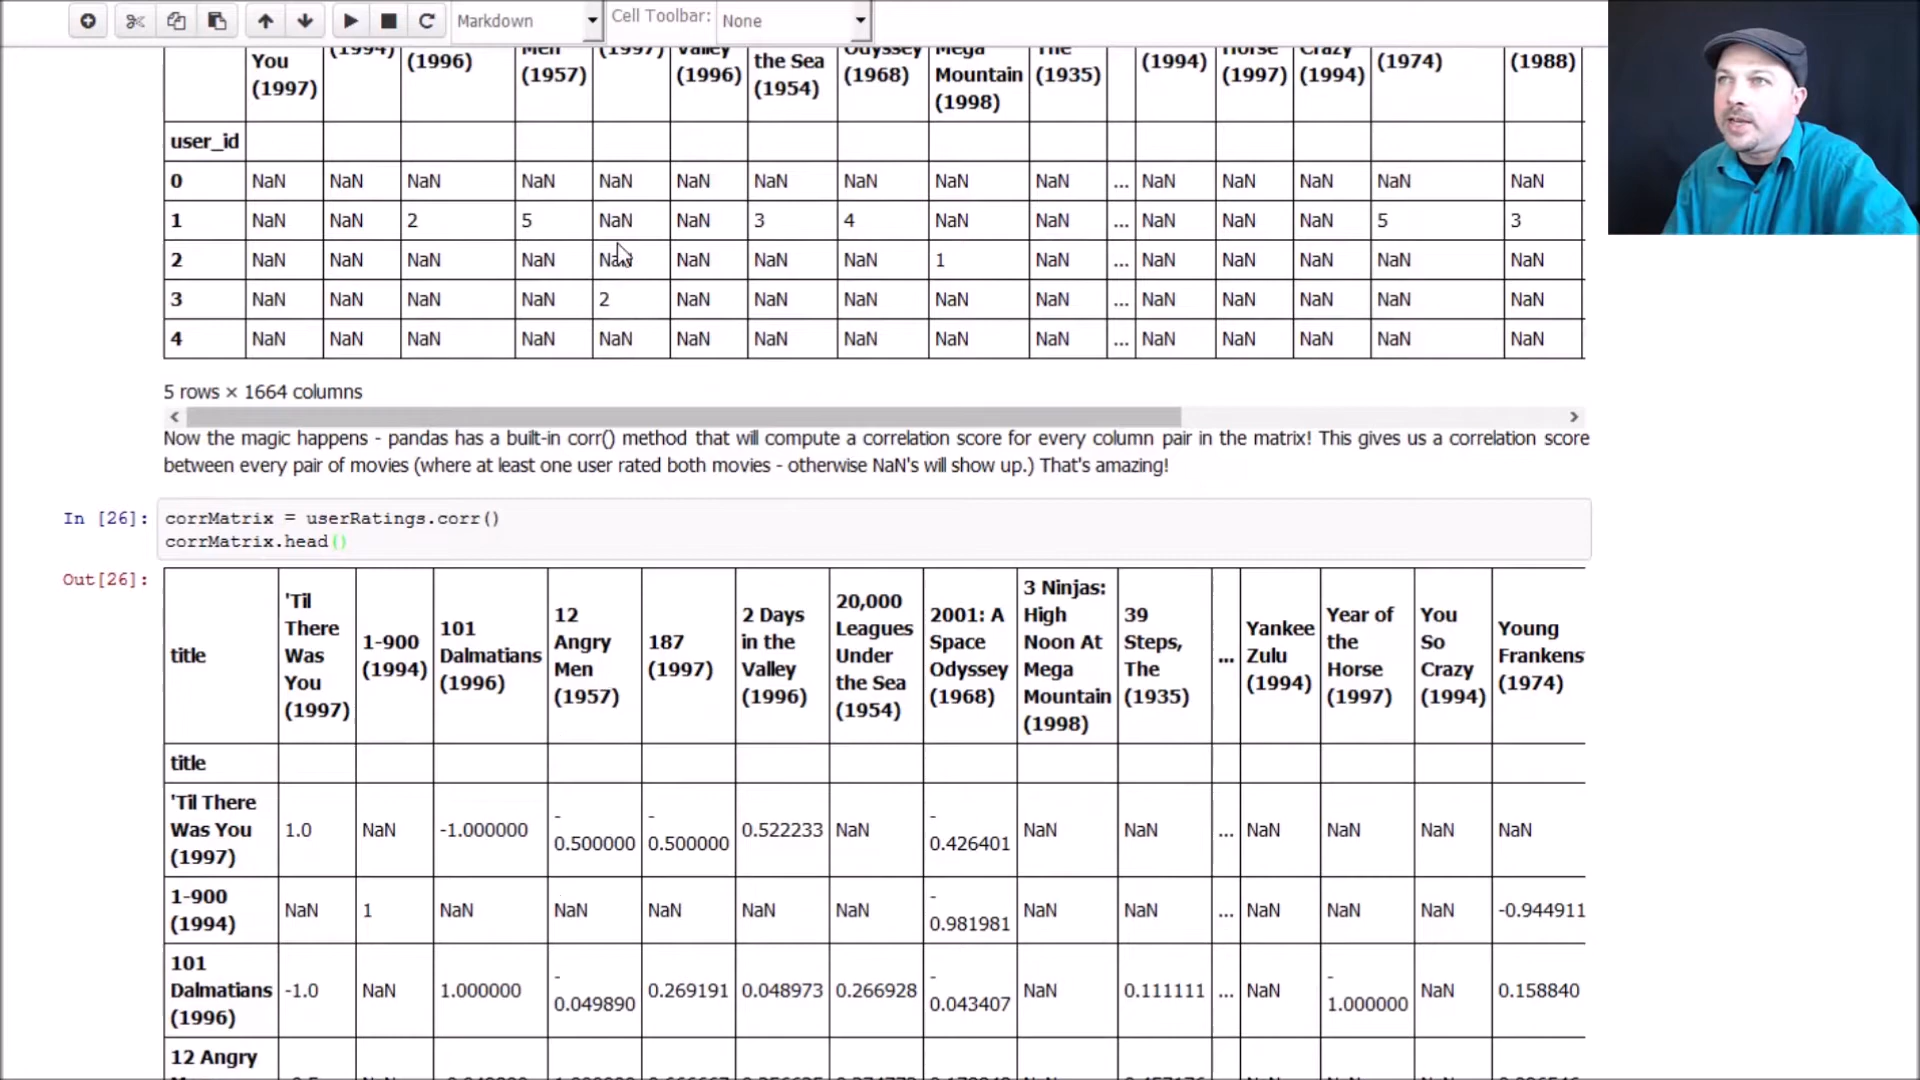 Markdown Cell Toolbar: None
You (1997) (1994) (1996) Men (1957) (1997) Valley (1996) the Sea (1954) Odyssey (1968) Mega Mountain (1998) The (1935) (1994) Horse (1997) Crazy (1994) (1974) (1988)
user_id
0 NaN NaN NaN NaN NaN NaN NaN NaN NaN NaN ... NaN NaN NaN NaN NaN
1 NaN NaN 2 5 NaN NaN 3 4 NaN NaN ... NaN NaN NaN 5 3
2 NaN NaN NaN NaN NaN NaN NaN NaN 1 NaN ... NaN NaN NaN NaN NaN
3 NaN NaN NaN NaN 2 NaN NaN NaN NaN NaN ... NaN NaN NaN NaN NaN
4 NaN NaN NaN NaN NaN NaN NaN NaN NaN NaN ... NaN NaN NaN NaN NaN
5 rows × 1664 columns
Now the magic happens - pandas has a built-in corr() method that will compute a correlation score for every column pair in the matrix! This gives us a correlation score
between every pair of movies (where at least one user rated both movies - otherwise NaN's will show up.) That's amazing!
In [26]: corrMatrix = userRatings.corr()
corrMatrix.head()
Out[26]:
title 'Til There Was You (1997) 1-900 (1994) 101 Dalmatians (1996) 12 Angry Men (1957) 187 (1997) 2 Days in the Valley (1996) 20,000 Leagues Under the Sea (1954) 2001: A Space Odyssey (1968) 3 Ninjas: High Noon At Mega Mountain (1998) 39 Steps, The (1935) ... Yankee Zulu (1994) Year of the Horse (1997) You So Crazy (1994) Young Frankens (1974)
title
'Til There Was You (1997) 1.0 NaN -1.000000 -0.500000 -0.500000 0.522233 NaN -0.426401 NaN NaN ... NaN NaN NaN NaN
1-900 (1994) NaN 1 NaN NaN NaN NaN NaN -0.981981 NaN NaN ... NaN NaN NaN -0.944911
101 Dalmatians (1996) -1.0 NaN 1.000000 -0.049890 0.269191 0.048973 0.266928 -0.043407 NaN 0.111111 ... NaN -1.000000 NaN 0.158840
12 Angry